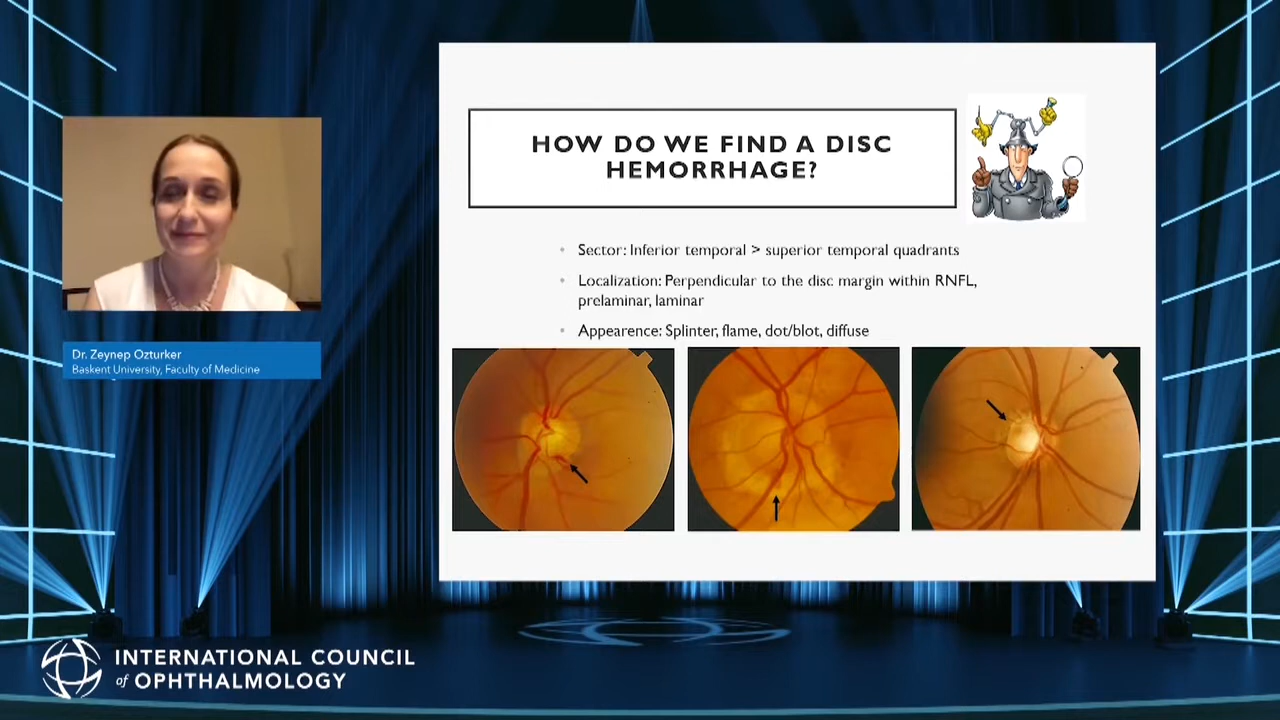 HOW DO WE FIND A DISC
HEMORRHAGE?
• Sector: Inferior temporal > superior temporal quadrants
• Localization: Perpendicular to the disc margin within RNFL,
prelaminar, laminar
• Appearence: Splinter, flame, dot/blot, diffuse
Dr. Zeynep Ozturker
Baskent University, Faculty of Medicine
INTERNATIONAL COUNCIL
of OPHTHALMOLOGY